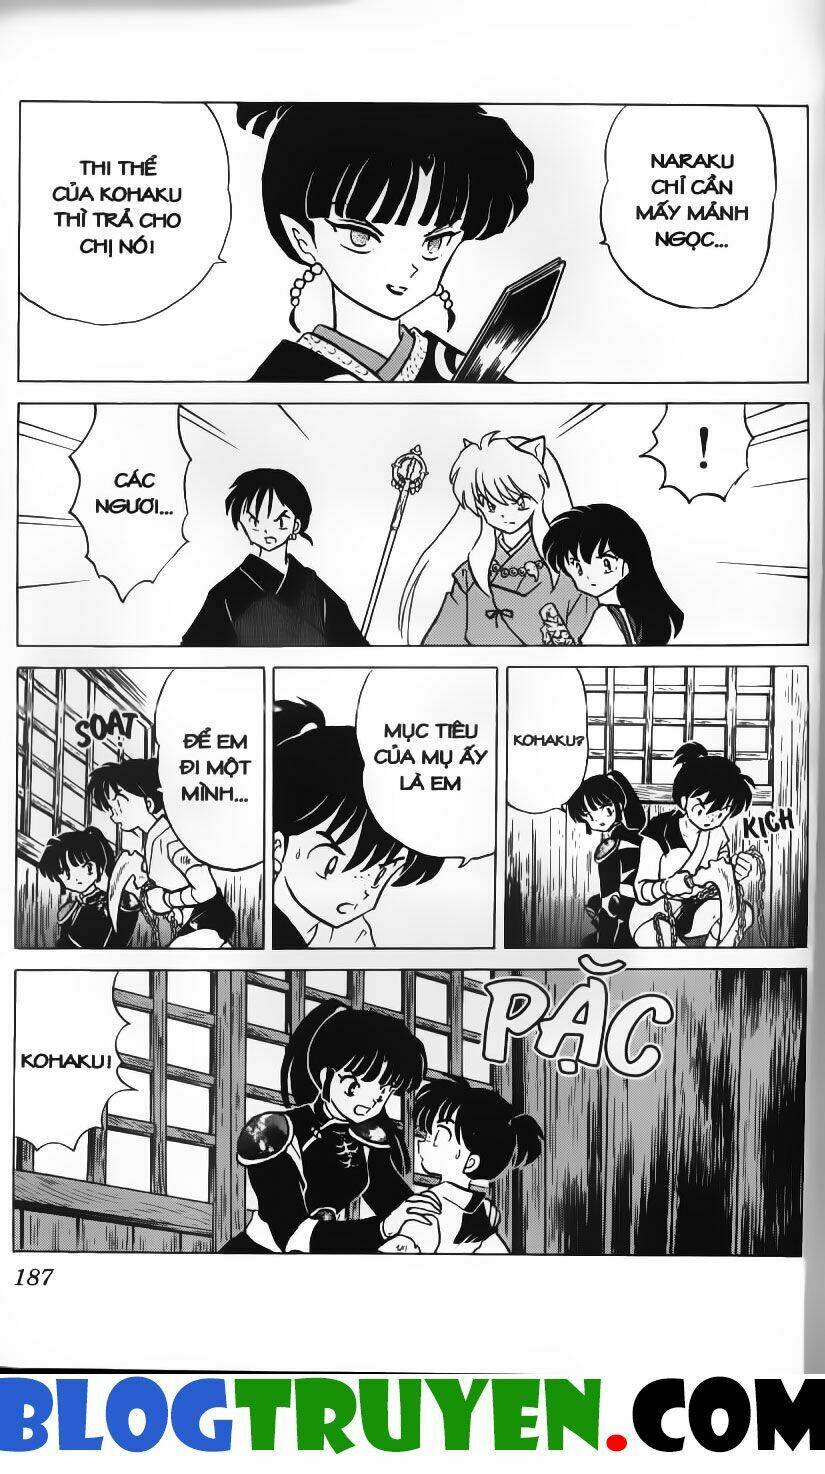 NARAKU
CHỈ CẦN
MẤY MẢNH
NGỌC...
THI THỂ
CỦA KOHAKU
THÌ TRẢ CHO
CHỊ NÓ!
!
CÁC
NGƯƠI...
KOHAKU?
KỊCH
MỤC TIÊU
CỦA MỤ ẤY
LÀ EM
ĐỂ EM
ĐI MỘT
MÌNH...
SOẠT
PẶC
KOHAKU!
187
BLOGTRUYEN.COM